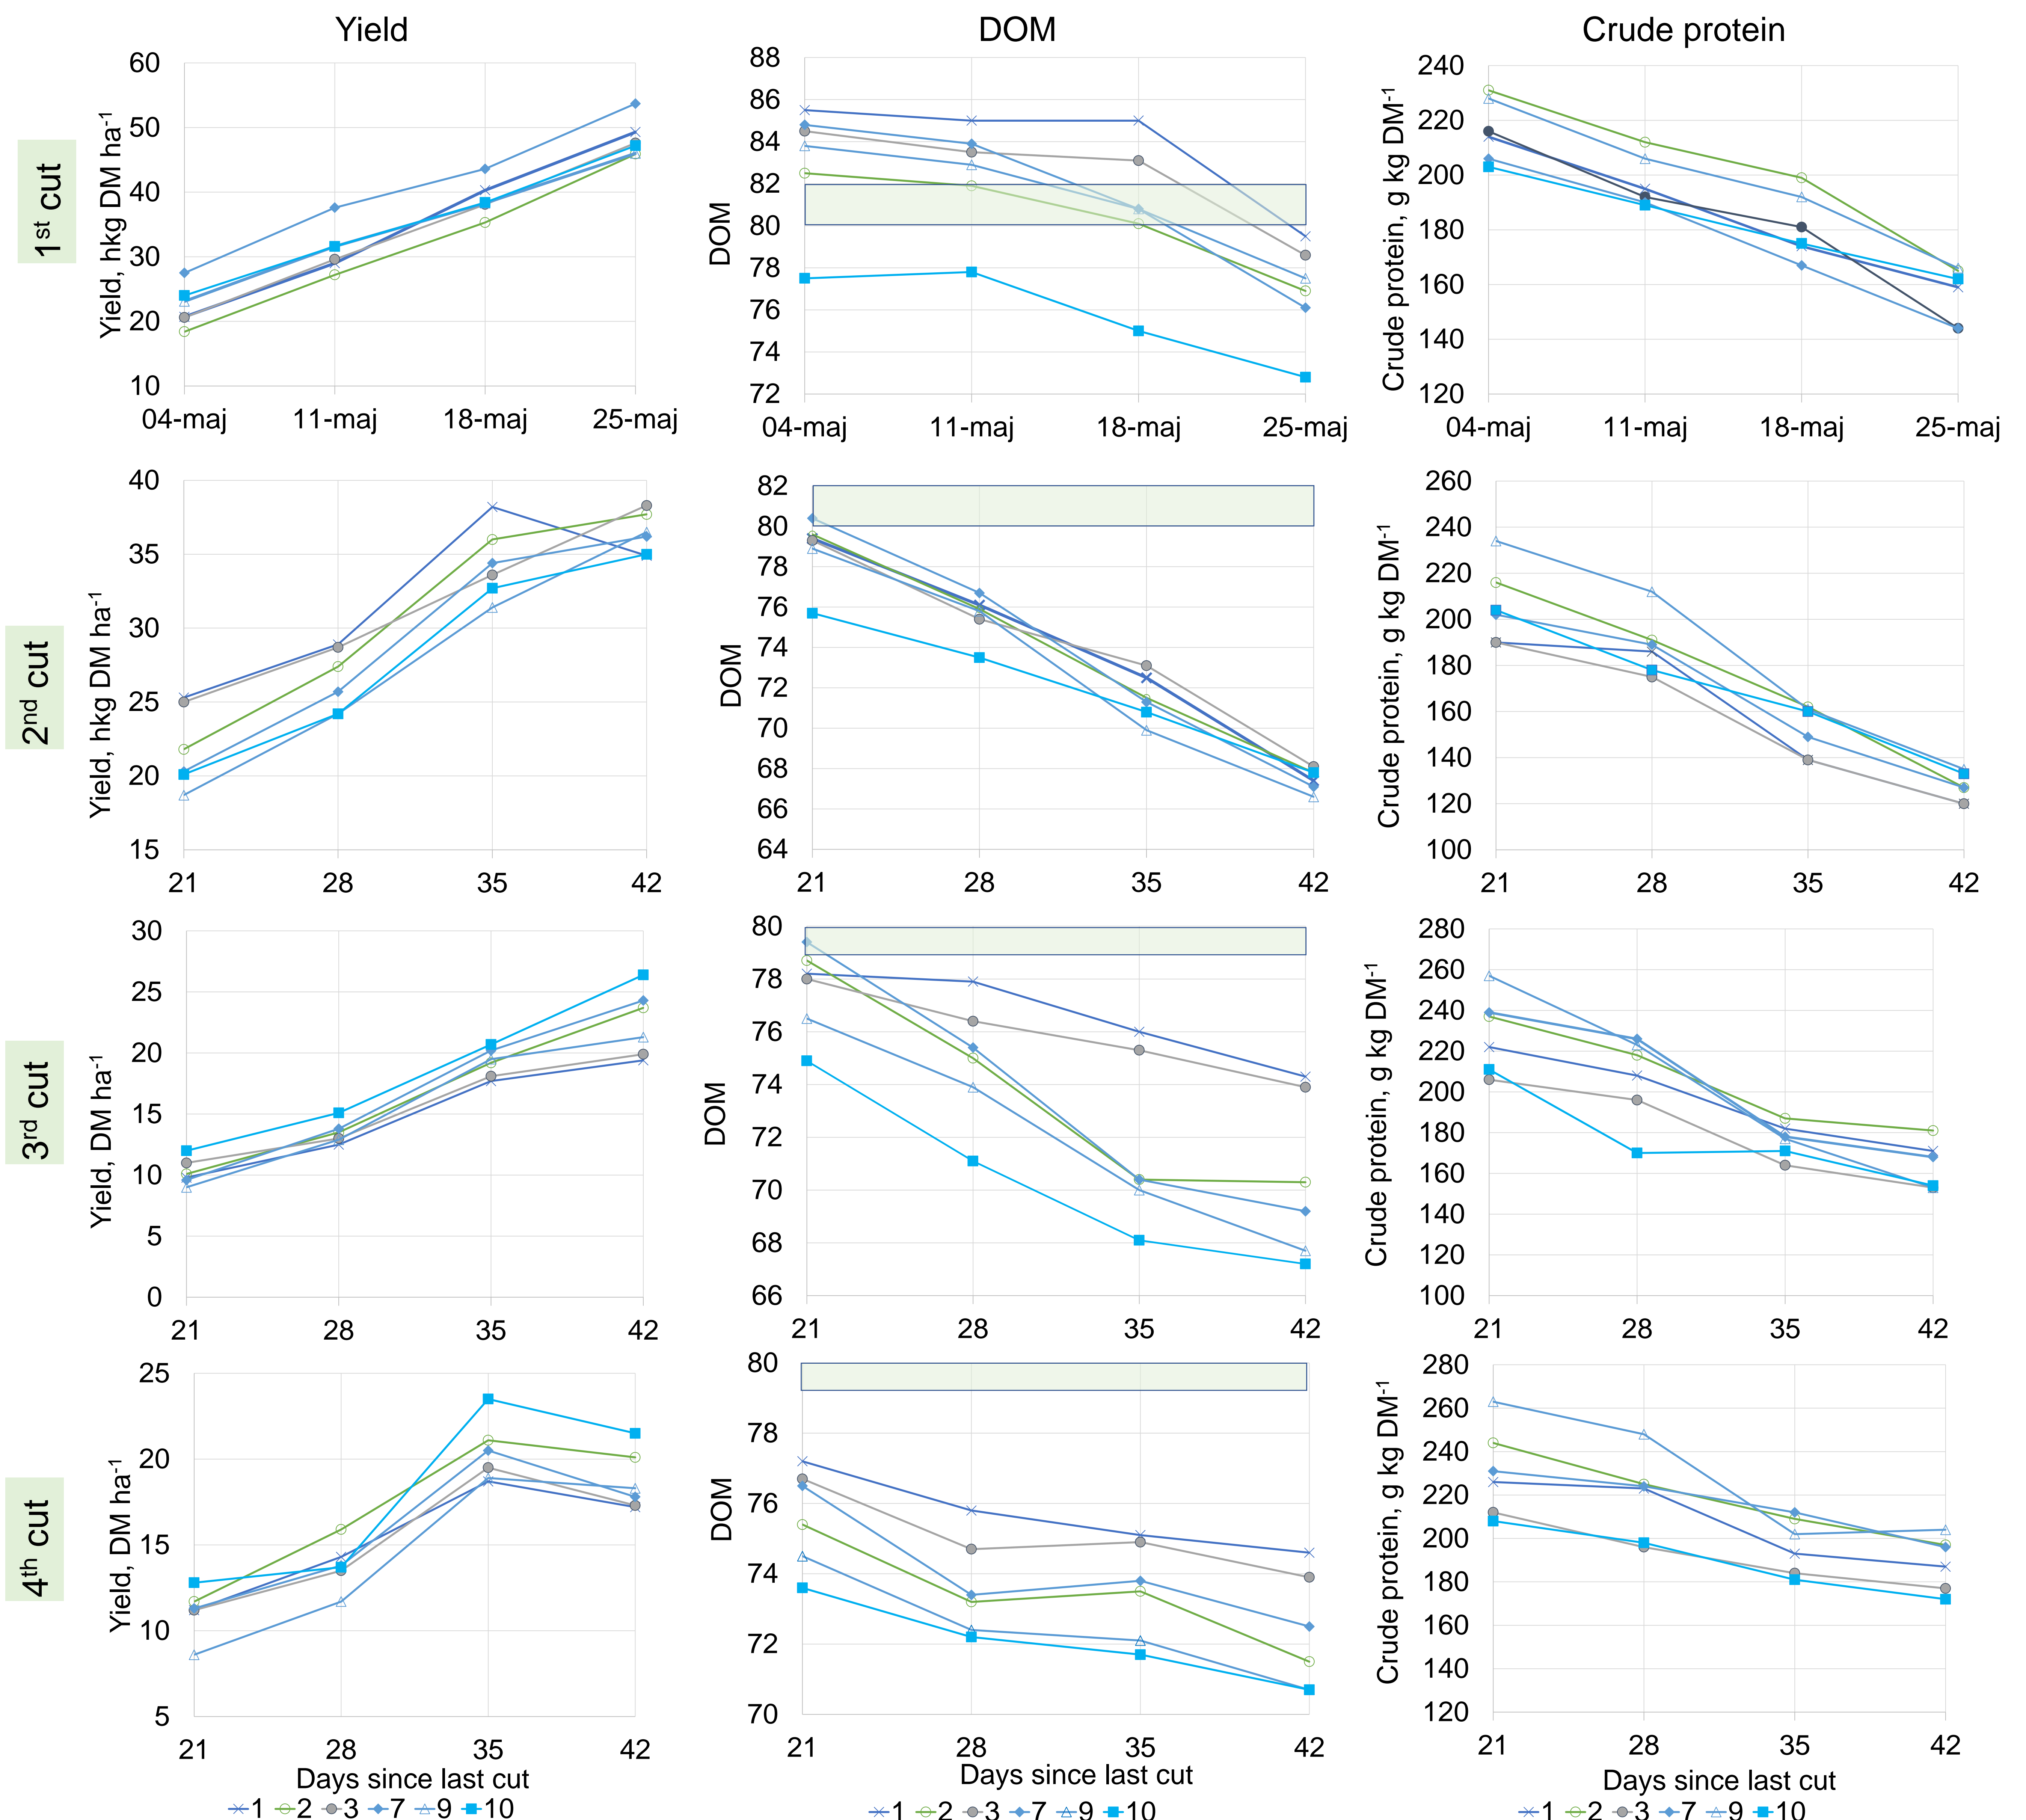 Yield DOM Crude protein
1st cut
Yield, hkg DM ha-1
60
50
40
30
20
10
04-maj 11-maj 18-maj 25-maj
DOM
88
86
84
82
80
78
76
74
72
04-maj 11-maj 18-maj 25-maj
Crude protein, g kg DM-1
240
220
200
180
160
140
120
04-maj 11-maj 18-maj 25-maj
2nd cut
Yield, hkg DM ha-1
40
35
30
25
20
15
21 28 35 42
DOM
82
80
78
76
74
72
70
68
66
64
21 28 35 42
Crude protein, g kg DM-1
260
240
220
200
180
160
140
120
100
21 28 35 42
3rd cut
Yield, DM ha-1
30
25
20
15
10
5
0
21 28 35 42
DOM
80
78
76
74
72
70
68
66
21 28 35 42
Crude protein, g kg DM-1
280
260
240
220
200
180
160
140
120
100
21 28 35 42
4th cut
Yield, DM ha-1
25
20
15
10
5
21 28 35 42
Days since last cut
1 2 3 7 9 10
DOM
80
78
76
74
72
70
21 28 35 42
Days since last cut
1 2 3 7 9 10
Crude protein, g kg DM-1
280
260
240
220
200
180
160
140
120
21 28 35 42
Days since last cut
1 2 3 7 9 10